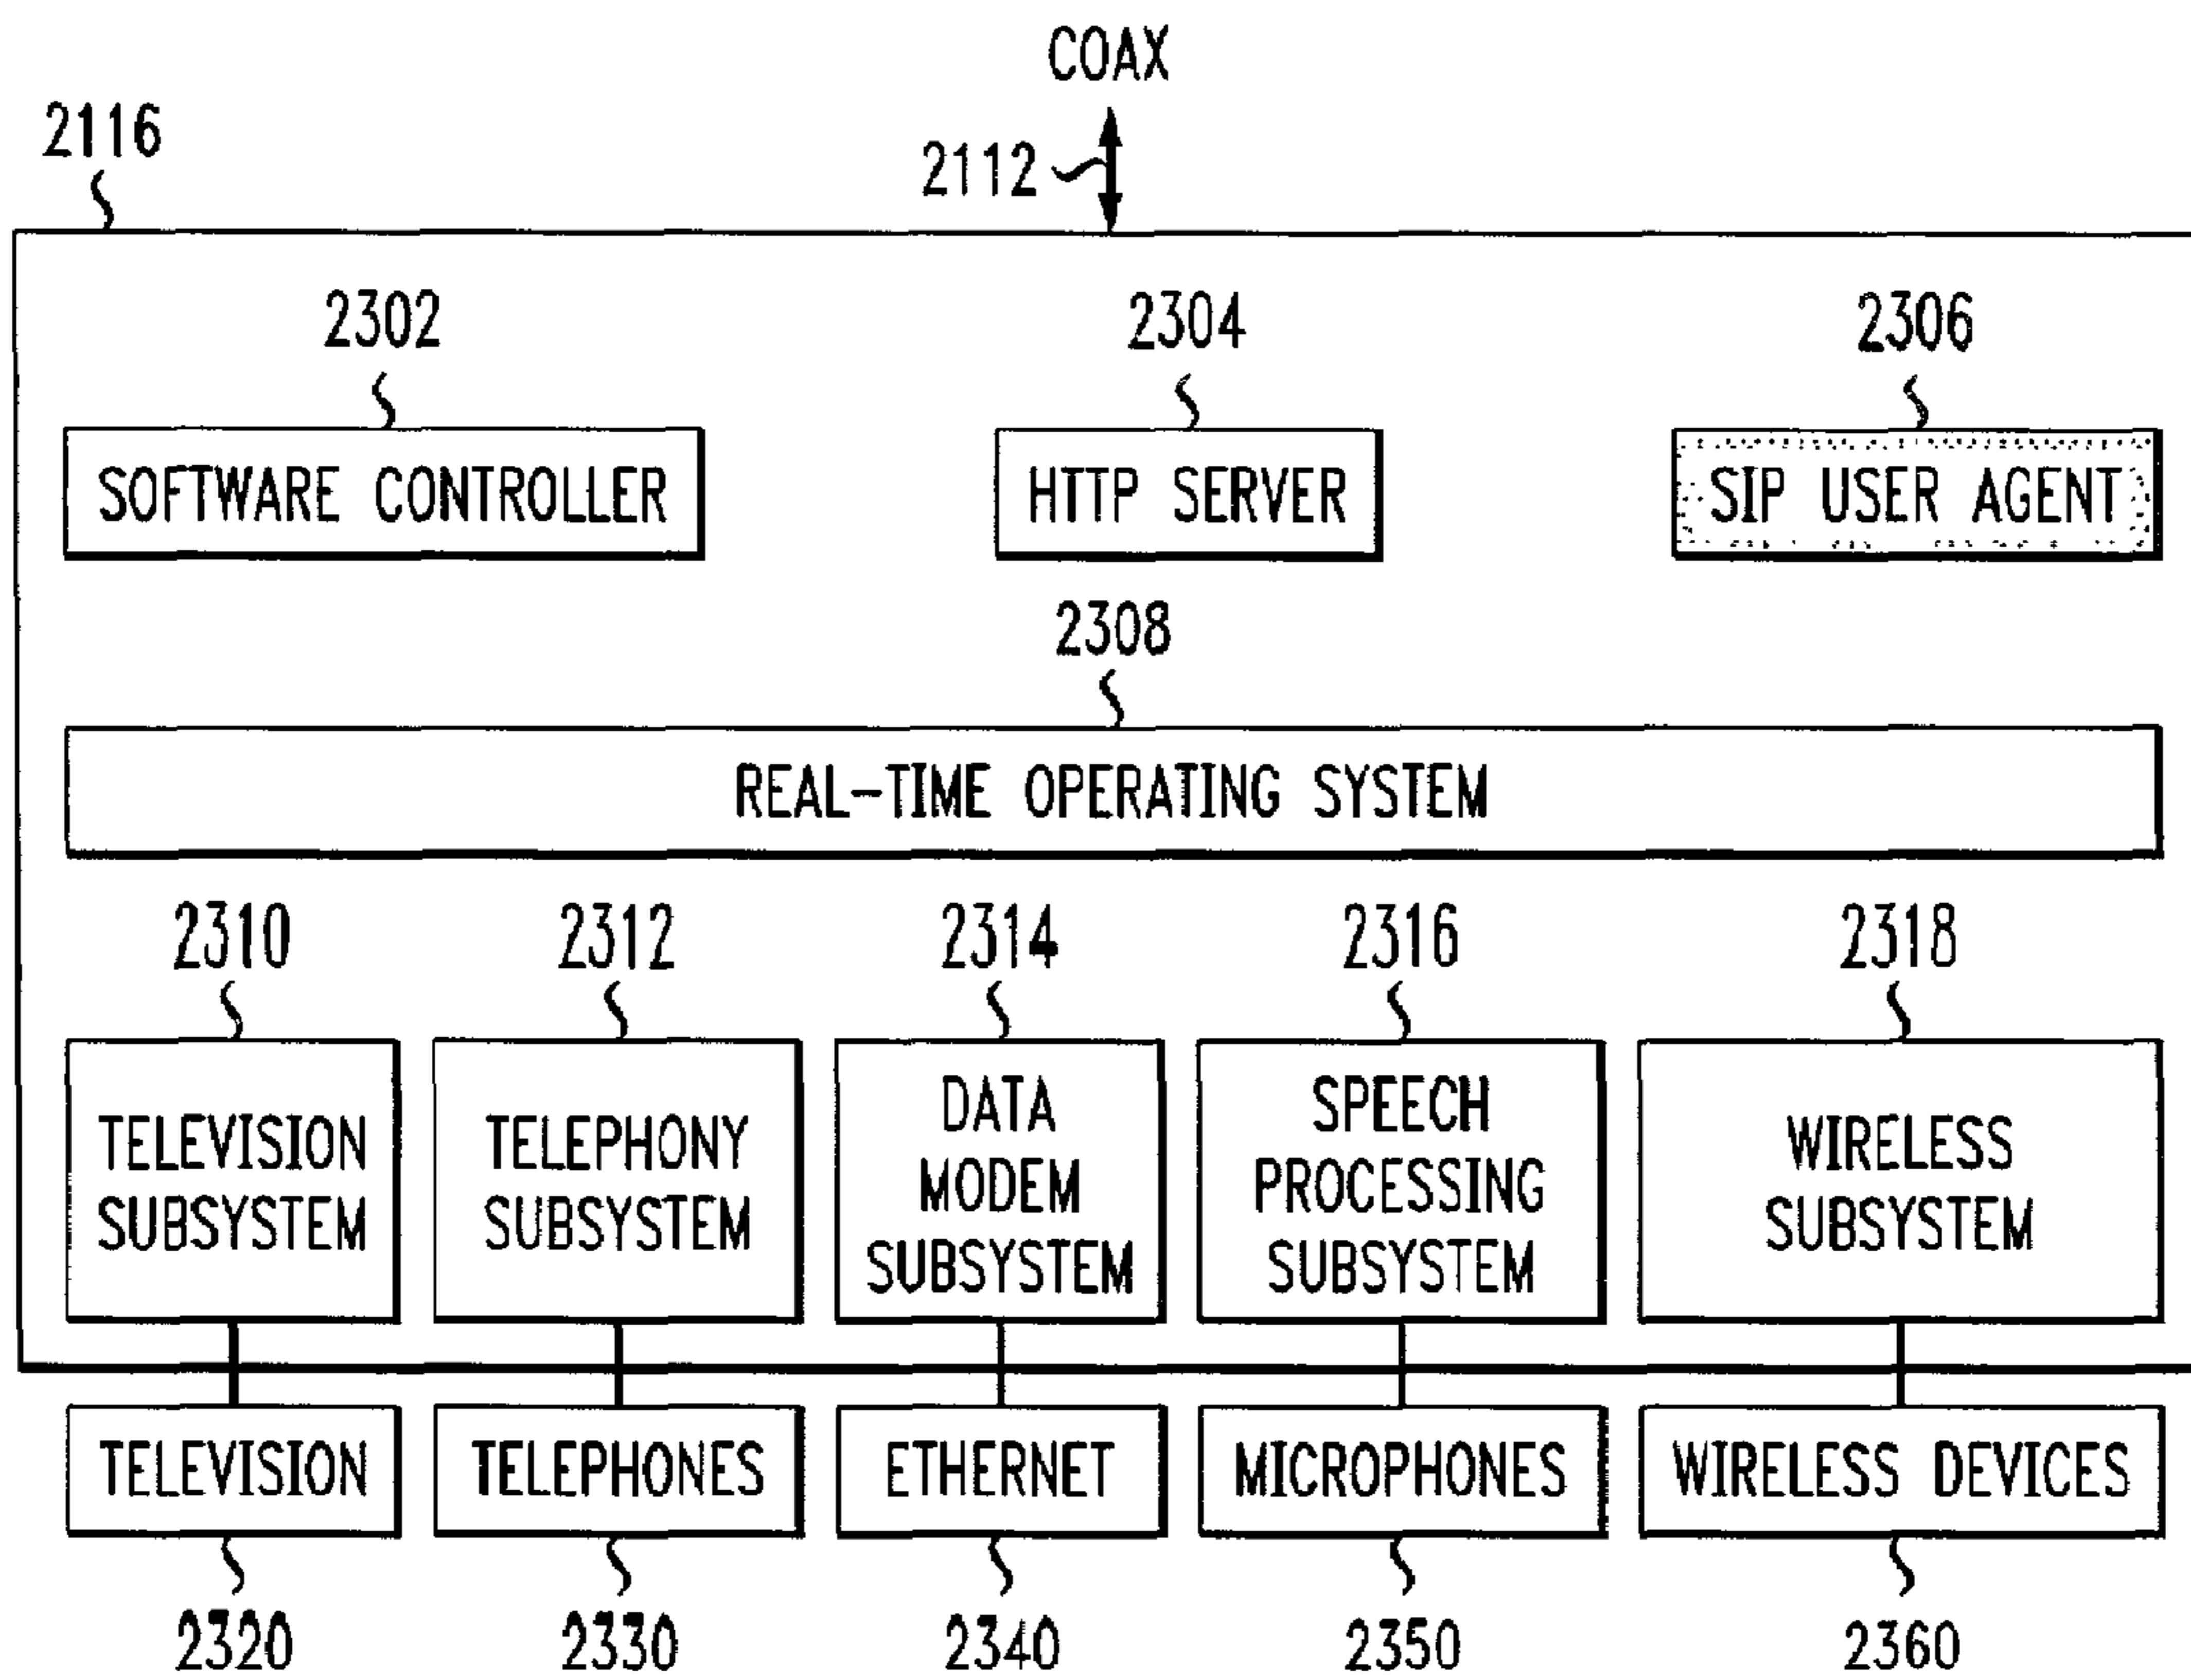 COAX
2116
2112
2302 2304 2306
SOFTWARE CONTROLLER HTTP SERVER SIP USER AGENT
2308
REAL-TIME OPERATING SYSTEM
2310 2312 2314 2316 2318
TELEVISION
SUBSYSTEM
TELEPHONY
SUBSYSTEM
DATA
MODEM
SUBSYSTEM
SPEECH
PROCESSING
SUBSYSTEM
WIRELESS
SUBSYSTEM
TELEVISION TELEPHONES ETHERNET MICROPHONES WIRELESS DEVICES
2320 2330 2340 2350 2360